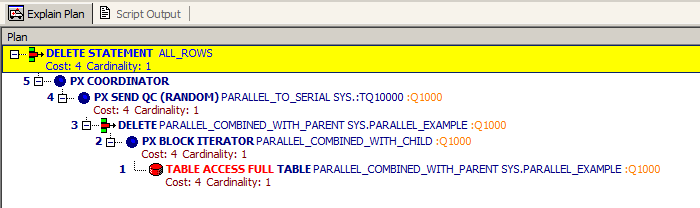 Explain Plan Script Output
Plan
DELETE STATEMENT ALL_ROWS
Cost: 4 Cardinality: 1
5 PX COORDINATOR
4 PX SEND QC (RANDOM) PARALLEL_TO_SERIAL SYS.:TQ10000 :Q1000
Cost: 4 Cardinality: 1
3 DELETE PARALLEL_COMBINED_WITH_PARENT SYS.PARALLEL_EXAMPLE :Q1000
2 PX BLOCK ITERATOR PARALLEL_COMBINED_WITH_CHILD :Q1000
Cost: 4 Cardinality: 1
1 TABLE ACCESS FULL TABLE PARALLEL_COMBINED_WITH_PARENT SYS.PARALLEL_EXAMPLE :Q1000
Cost: 4 Cardinality: 1